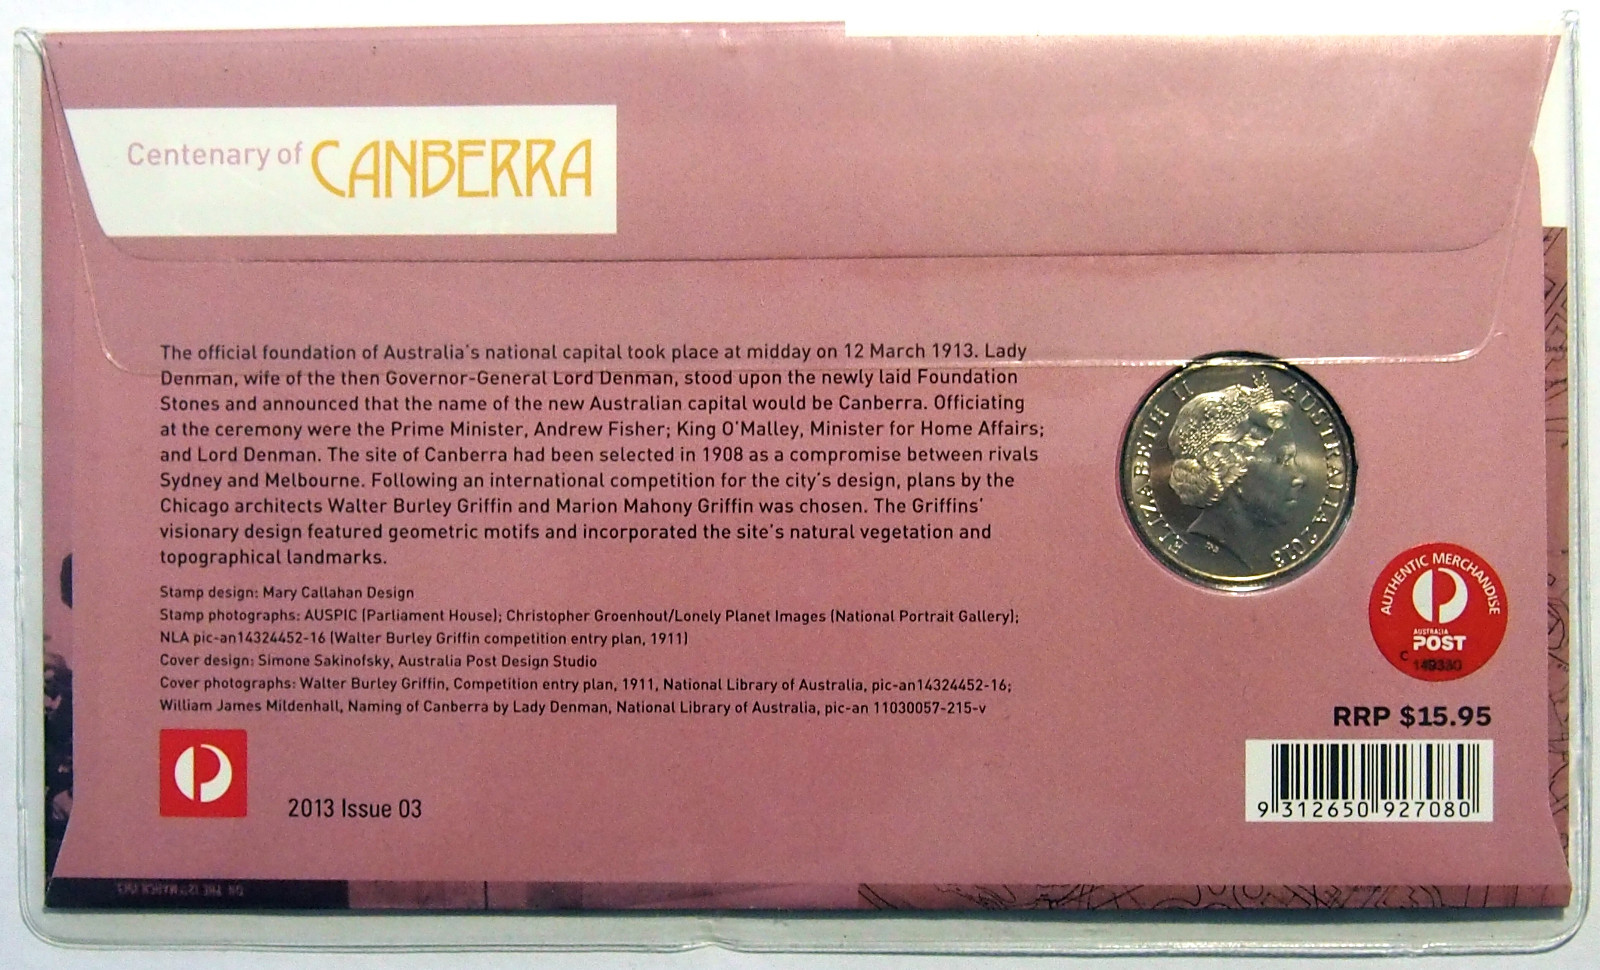 Centenary of CANBERRA
The official foundation of Australia's national capital took place at midday on 12 March 1913. Lady
Denman, wife of the then Governor-General Lord Denman, stood upon the newly laid Foundation
Stones and announced that the name of the new Australian capital would be Canberra. Officiating
at the ceremony were the Prime Minister, Andrew Fisher; King O'Malley, Minister for Home Affairs;
and Lord Denman. The site of Canberra had been selected in 1908 as a compromise between rivals
Sydney and Melbourne. Following an international competition for the city's design, plans by the
Chicago architects Walter Burley Griffin and Marion Mahony Griffin was chosen. The Griffins'
visionary design featured geometric motifs and incorporated the site's natural vegetation and
topographical landmarks.
Stamp design: Mary Callahan Design
Stamp photographs: AUSPIC (Parliament House); Christopher Groenhout/Lonely Planet Images (National Portrait Gallery);
NLA pic-an14324452-16 (Walter Burley Griffin competition entry plan, 1911)
Cover design: Simone Sakinofsky, Australia Post Design Studio
Cover photographs: Walter Burley Griffin, Competition entry plan, 1911, National Library of Australia, pic-an14324452-16;
William James Mildenhall, Naming of Canberra by Lady Denman, National Library of Australia, pic-an 11030057-215-v
2013 Issue 03
ELIZABETH II AUSTRALIA 2013
AUTHENTIC MERCHANDISE
AUSTRALIA
POST
C 149330
RRP $15.95
9 312650 927080
ON THE 12TH MARCH 1913